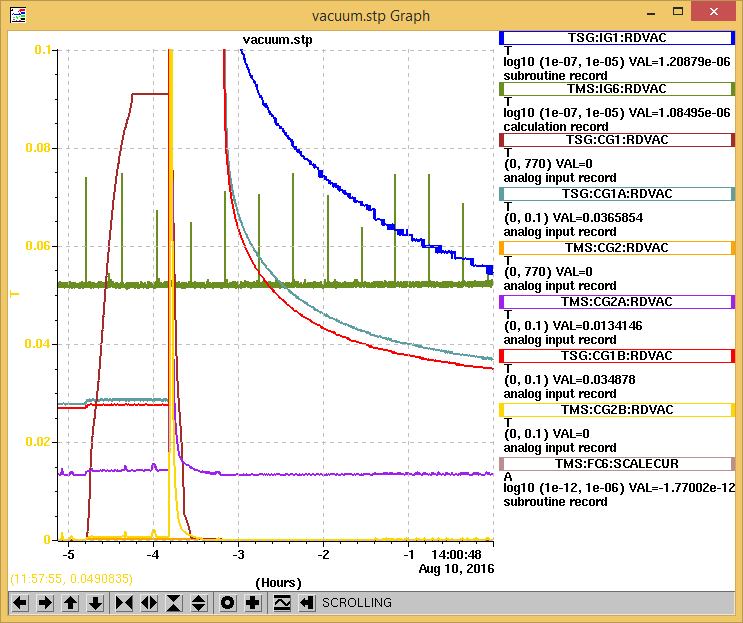 vacuum.stp Graph
vacuum.stp
0.1
0.08
0.06
T
0.04
0.02
0
-5
-4
-3
-2
-1
14:00:48
Aug 10, 2016
(11:57:55, 0.0490835)
(Hours)
TSG:IG1:RDVAC
T
log10 (1e-07, 1e-05) VAL=1.20879e-06
subroutine record
TMS:IG6:RDVAC
T
log10 (1e-07, 1e-05) VAL=1.08495e-06
calculation record
TSG:CG1:RDVAC
T
(0, 770) VAL=0
analog input record
TSG:CG1A:RDVAC
T
(0, 0.1) VAL=0.0365854
analog input record
TMS:CG2:RDVAC
T
(0, 770) VAL=0
analog input record
TMS:CG2A:RDVAC
T
(0, 0.1) VAL=0.0134146
analog input record
TSG:CG1B:RDVAC
T
(0, 0.1) VAL=0.034878
analog input record
TMS:CG2B:RDVAC
T
(0, 0.1) VAL=0
analog input record
TMS:FC6:SCALECUR
A
log10 (1e-12, 1e-06) VAL=-1.77002e-12
subroutine record
SCROLLING